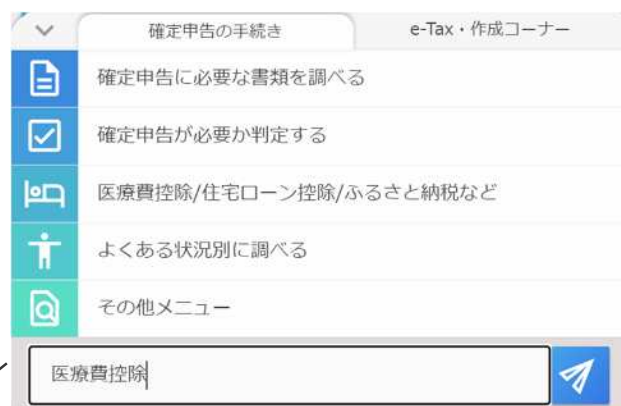 確定申告の手続き
e-Tax・作成コーナー
確定申告に必要な書類を調べる
確定申告が必要か判定する
医療費控除/住宅ローン控除/ふるさと納税など
よくある状況別に調べる
その他メニュー
医療費控除